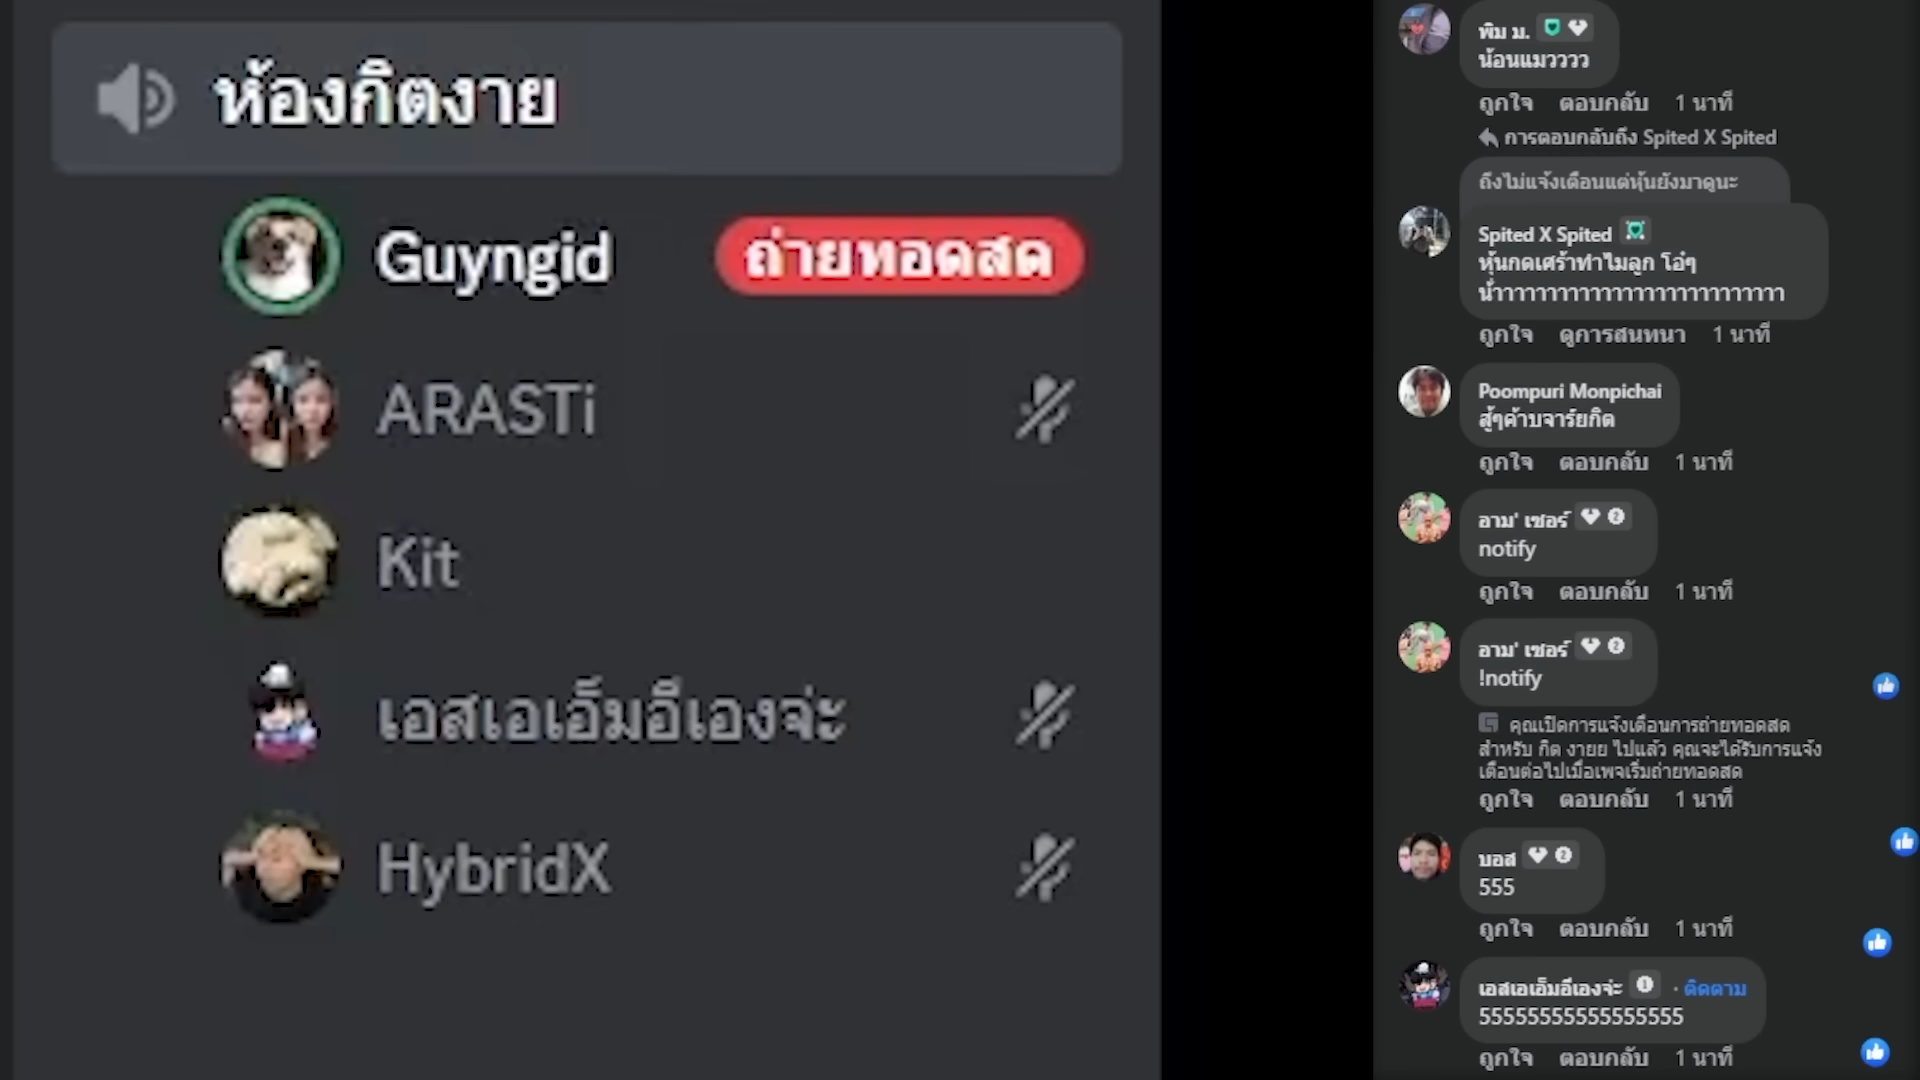 ห้องกิตงาย
Guyngid
ถ่ายทอดสด
ARASTi
Kit
เอสเอเอ็มอีเองจ่ะ
HybridX
พิม ม.
น้อนแมวววว
ถูกใจ ตอบกลับ 1 นาที
การตอบกลับถึง Spited X Spited
ถึงไม่แจ้งเตือนแต่หุ้นยังมาดูนะ
Spited X Spited
หุ้นกดเศร้าทำไมลูก โอ๋ๆ
น้าาาาาาาาาาาาาาาาาาาาาาาาาาา
ถูกใจ ดูการสนทนา 1 นาที
Poompuri Monpichai
สู้ๆค้าบจาร์ยกิต
ถูกใจ ตอบกลับ 1 นาที
อาม' เซอร์
notify
ถูกใจ ตอบกลับ 1 นาที
อาม' เซอร์
!notify
คุณเปิดการแจ้งเตือนการถ่ายทอดสด
สำหรับ กิต งายย ไปแล้ว คุณจะได้รับการแจ้ง
เตือนต่อไปเมื่อเพจเริ่มถ่ายทอดสด
ถูกใจ ตอบกลับ 1 นาที
บอส
555
ถูกใจ ตอบกลับ 1 นาที
เอสเอเอ็มอีเองจ่ะ · ติดตาม
55555555555555555
ถูกใจ ตอบกลับ 1 นาที